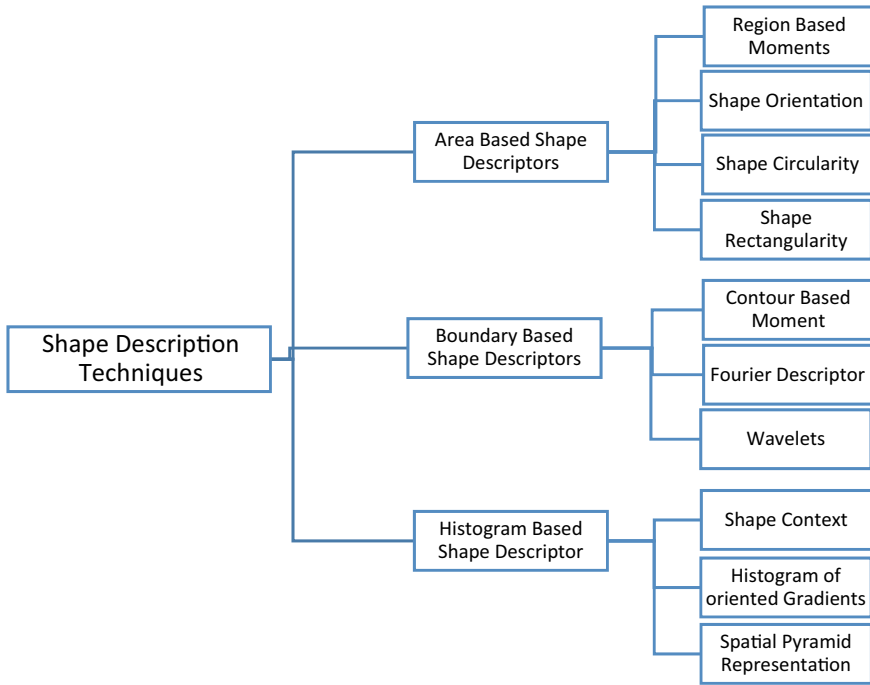 Shape Description
Techniques
Area Based Shape
Descriptors
Region Based
Moments
Shape Orientation
Shape Circularity
Shape
Rectangularity
Boundary Based
Shape Descriptors
Contour Based
Moment
Fourier Descriptor
Wavelets
Histogram Based
Shape Descriptor
Shape Context
Histogram of
oriented Gradients
Spatial Pyramid
Representation